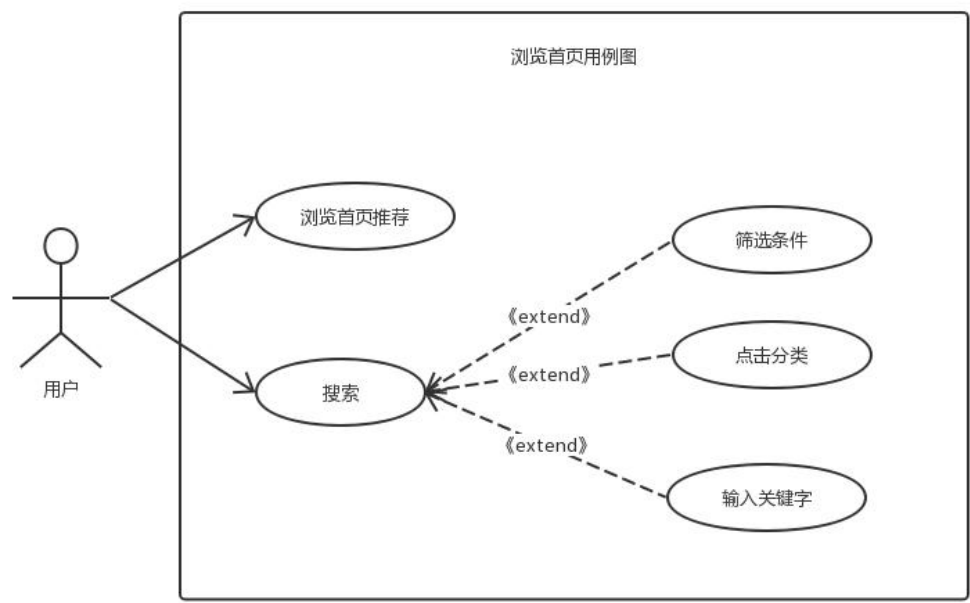 浏览首页用例图
浏览首页推荐
筛选条件
《extend》
点击分类
《extend》
用户
搜索
《extend》
输入关键字